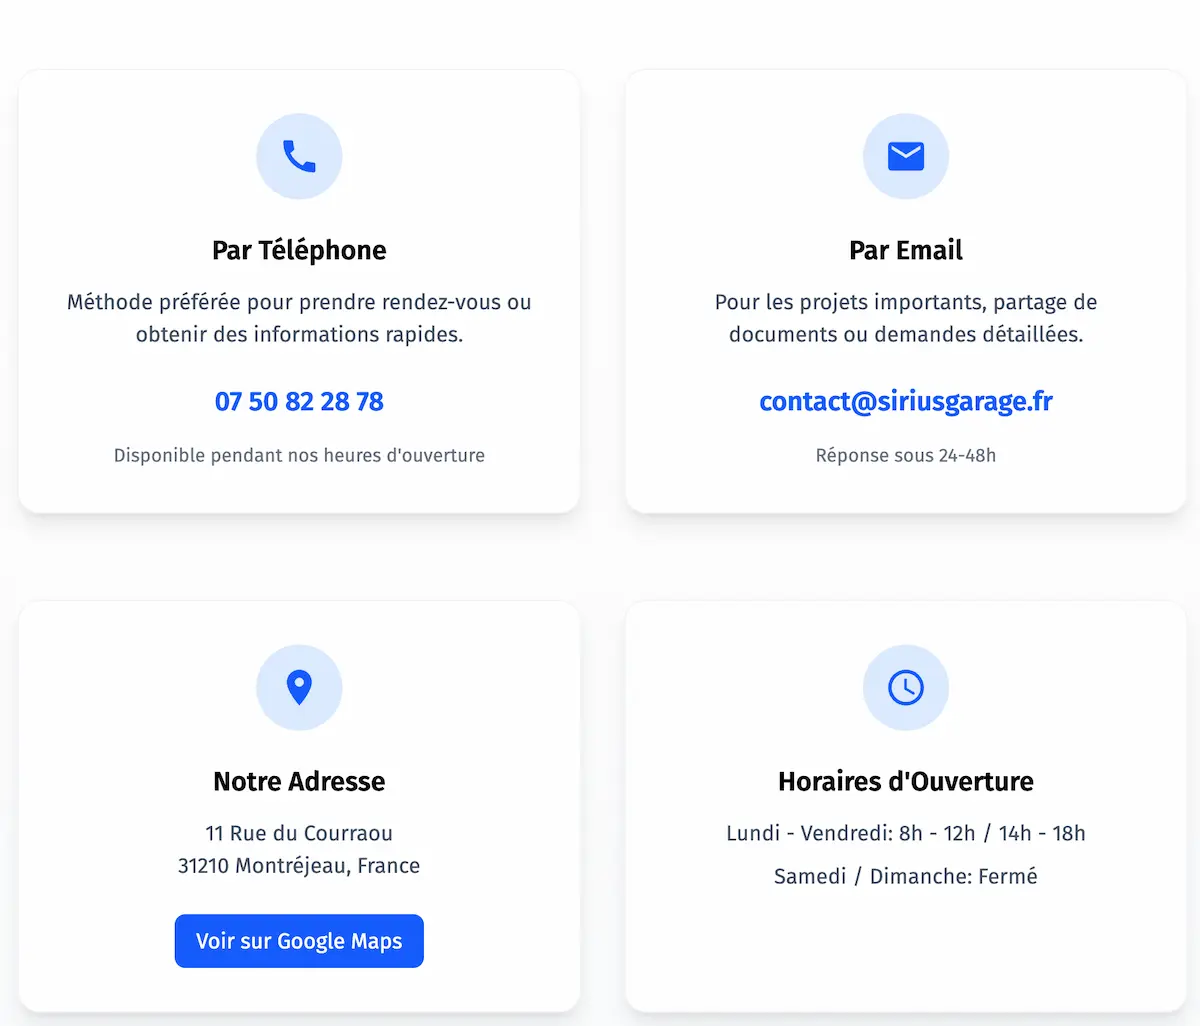 Par Téléphone
Méthode préférée pour prendre rendez-vous ou
obtenir des informations rapides.
07 50 82 28 78
Disponible pendant nos heures d'ouverture
Par Email
Pour les projets importants, partage de
documents ou demandes détaillées.
contact@siriusgarage.fr
Réponse sous 24-48h
Notre Adresse
11 Rue du Courraou
31210 Montréjeau, France
Voir sur Google Maps
Horaires d'Ouverture
Lundi - Vendredi: 8h - 12h / 14h - 18h
Samedi / Dimanche: Fermé